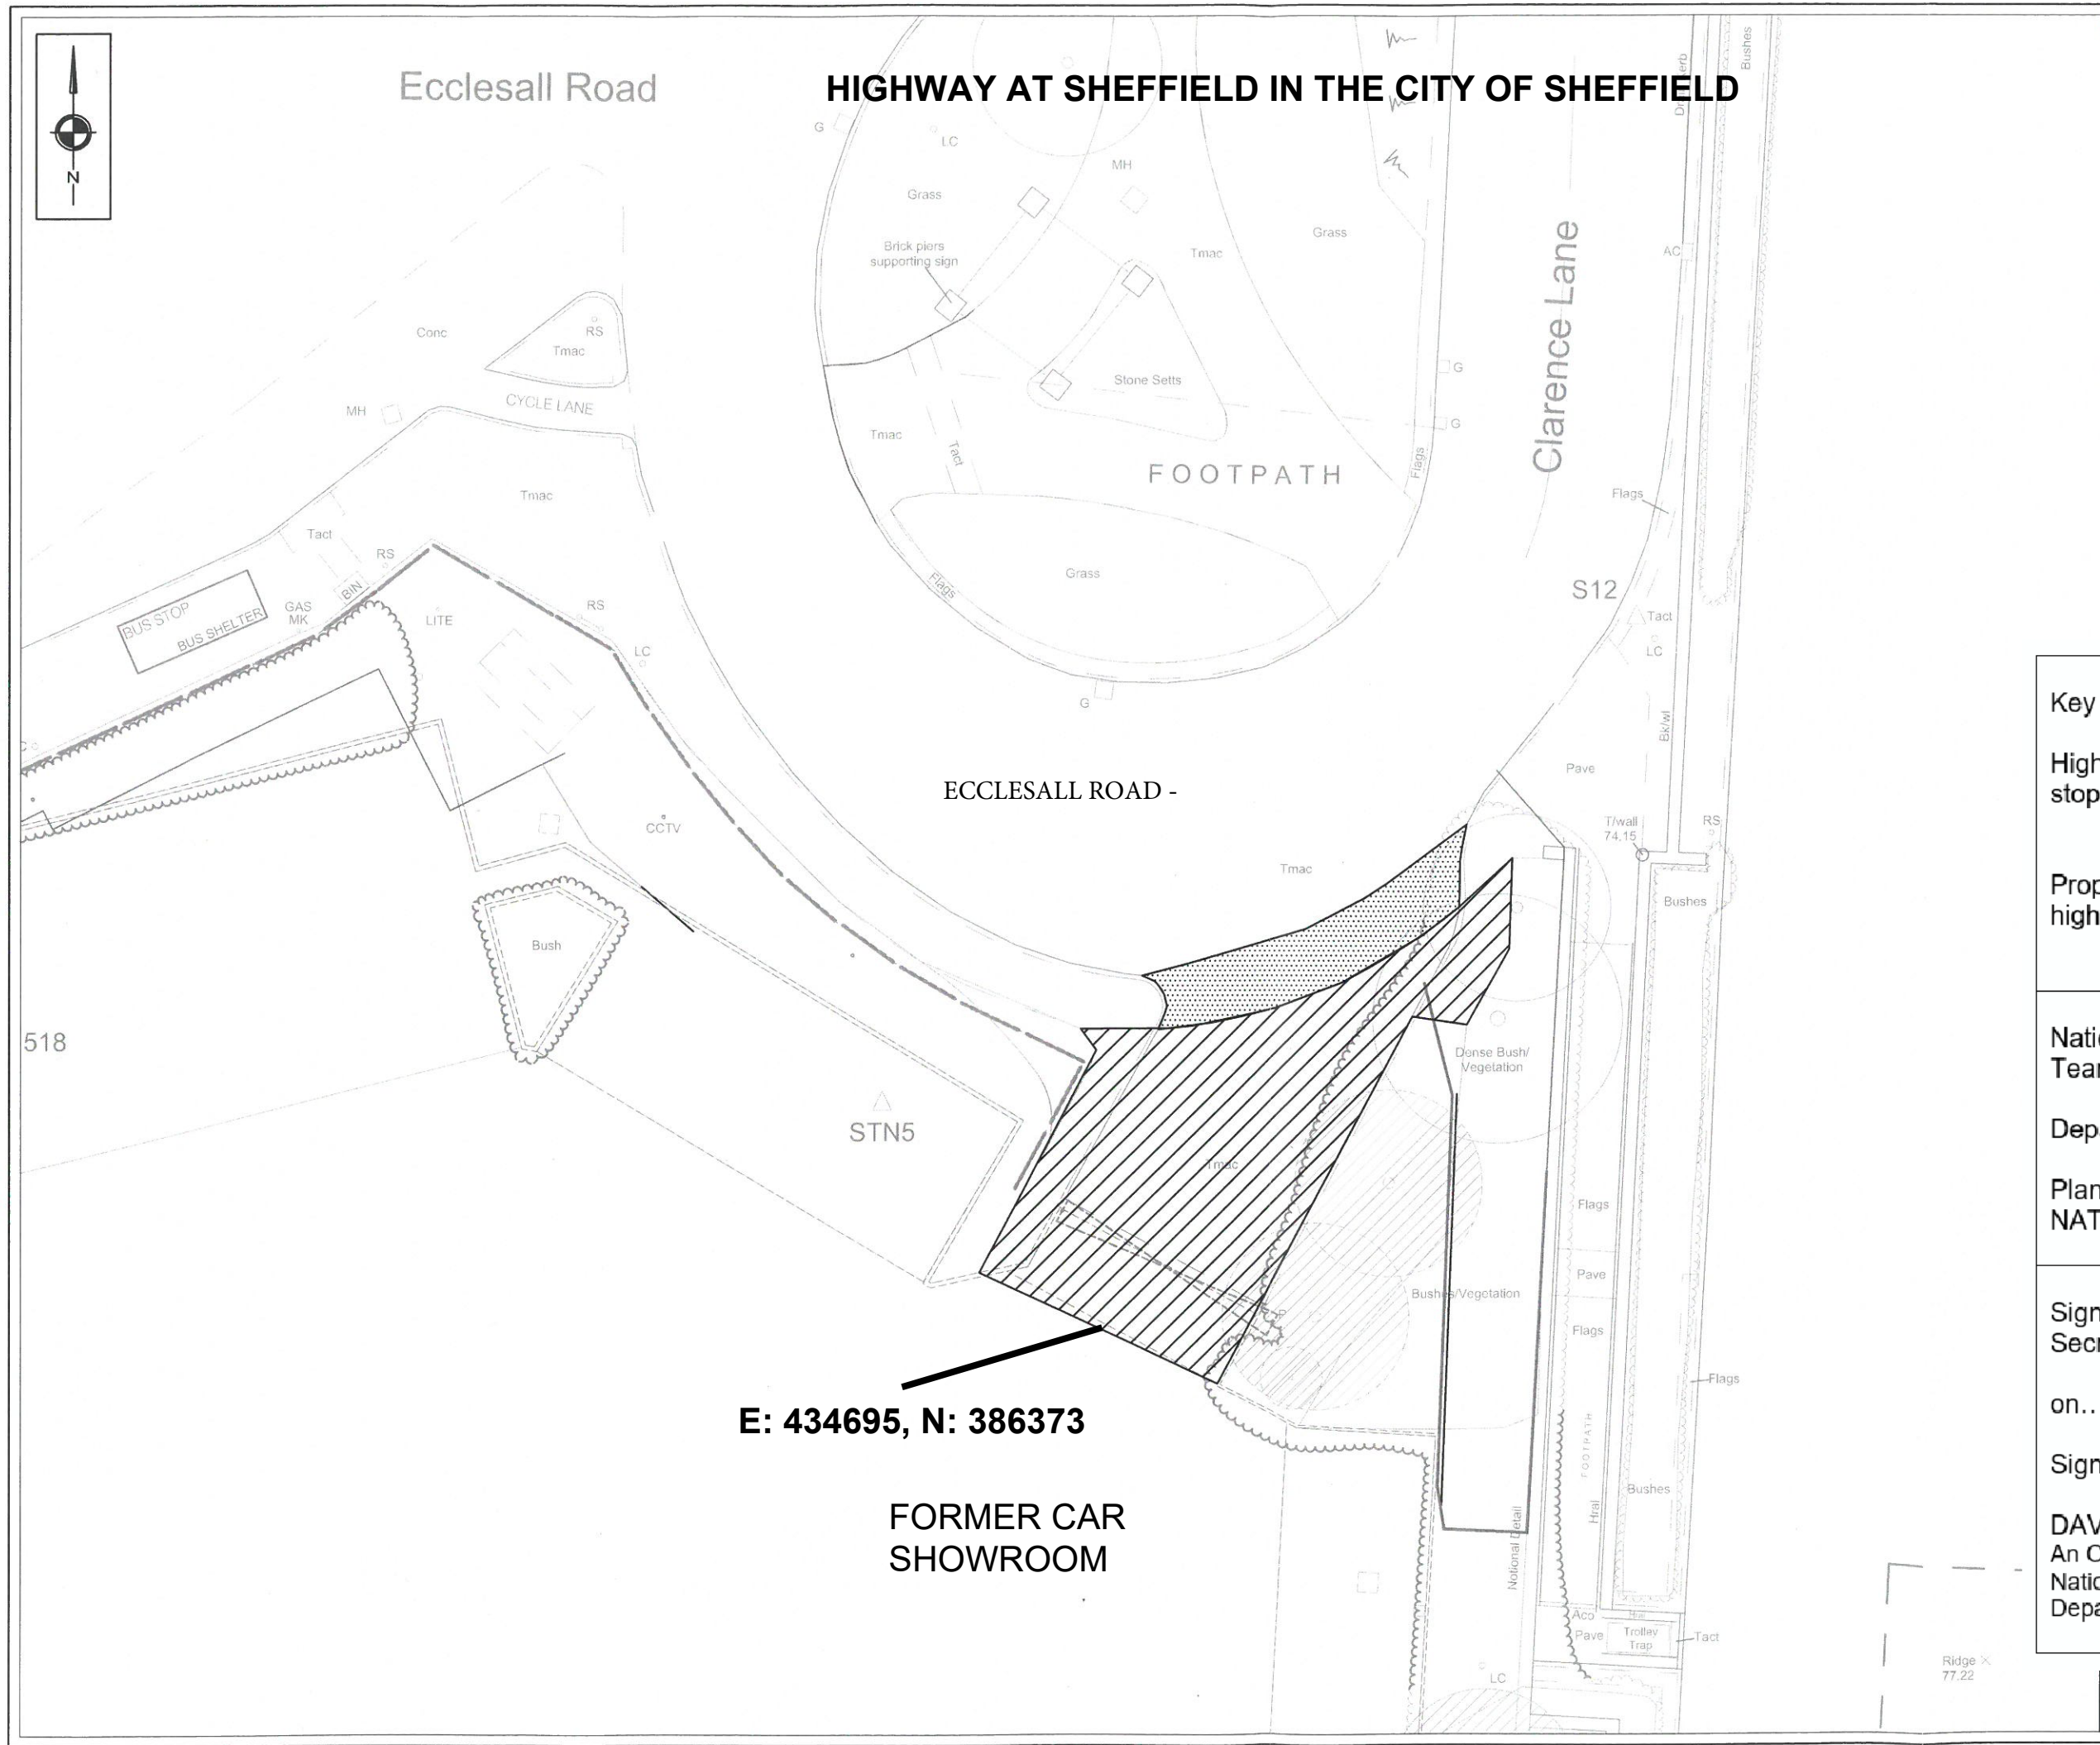 Ecclesall Road
HIGHWAY AT SHEFFIELD IN THE CITY OF SHEFFIELD
N
Bushes
G
LC
MH
Grass
Brick piers
supporting sign
Tmac
Grass
AC
Clarence Lane
Conc
RS
Tmac
CYCLE LANE
MH
Stone Setts
G
G
Tmac
Tact
FOOTPATH
Flags
Tmac
Flags
Tact
RS
BIN
Grass
Flags
S12
BUS STOP
BUS SHELTER
GAS
MK
LITE
RS
LC
Tact
LC
G
Bk/wl
Pave
Key
ECCLESALL ROAD -
CCTV
T/wall
74.15
RS
Tmac
Bushes
Bush
518
Dense Bush/
Vegetation
STN5
Tmac
Flags
Pave
Bushes/Vegetation
Flags
Flags
on..
E: 434695, N: 386373
FOOTPATH
Bushes
Hral
Notional Detail
FORMER CAR
SHOWROOM
An O
Aco
Pave
Trolley
Trap
Tact
LC
Ridge
77.22